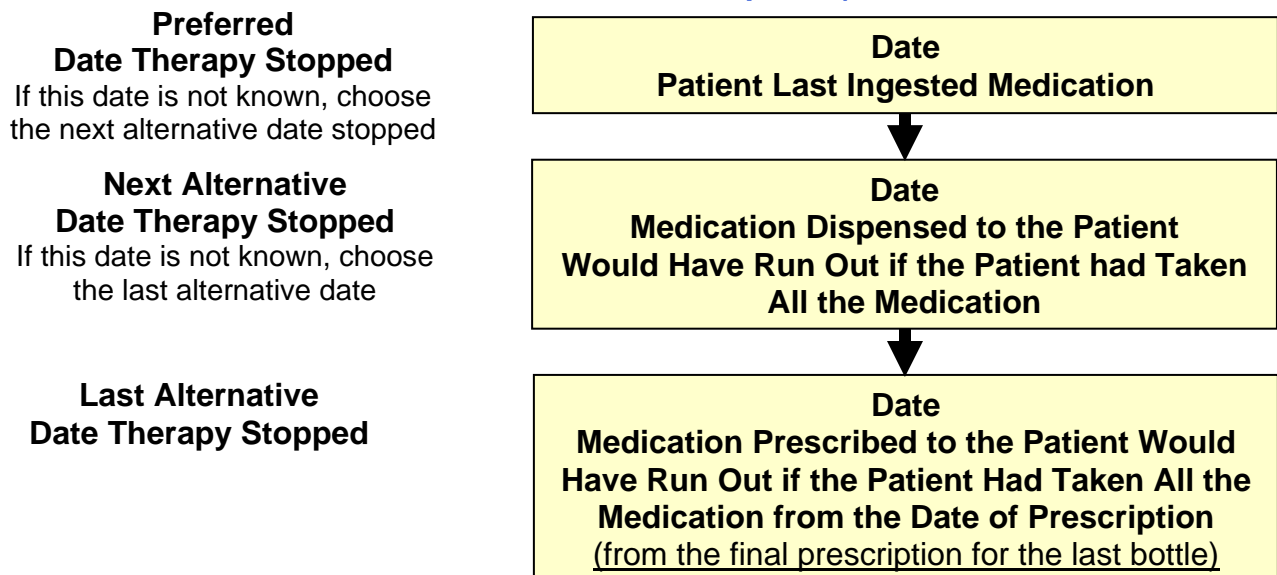 Preferred
Date Therapy Stopped
If this date is not known, choose
the next alternative date stopped
Date
Patient Last Ingested Medication
Next Alternative
Date Therapy Stopped
If this date is not known, choose
the last alternative date
Date
Medication Dispensed to the Patient
Would Have Run Out if the Patient had Taken
All the Medication
Last Alternative
Date Therapy Stopped
Date
Medication Prescribed to the Patient Would
Have Run Out if the Patient Had Taken All the
Medication from the Date of Prescription
(from the final prescription for the last bottle)